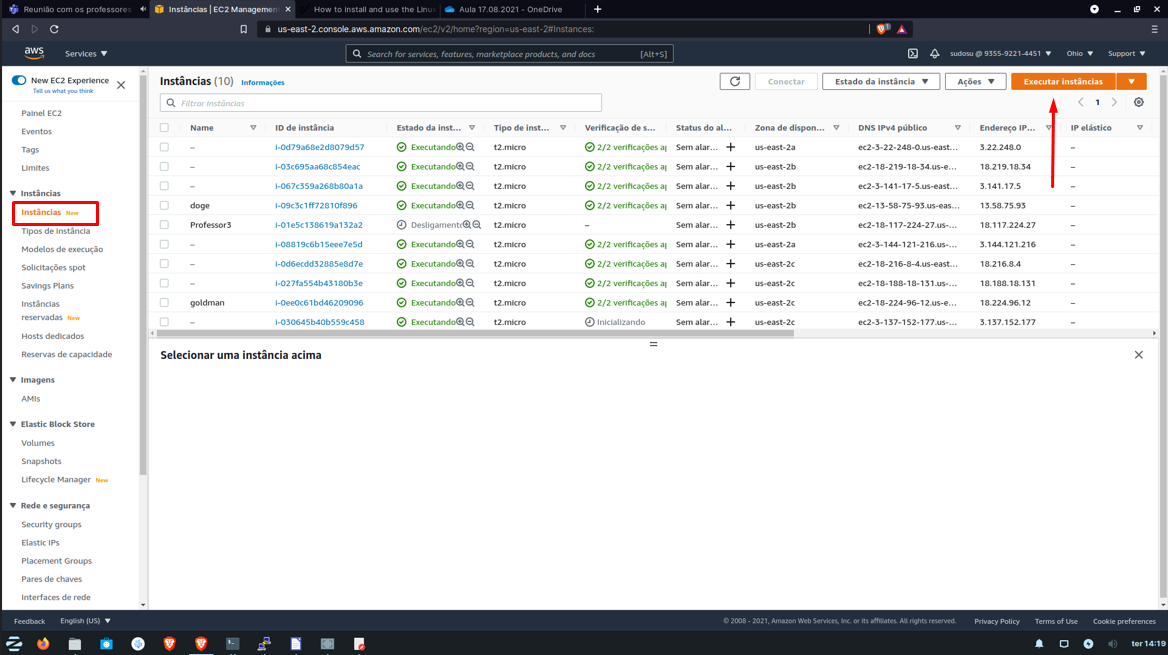 Reunião com os professores
Instâncias | EC2 Management
How to install and use the Linux
Aula 17.08.2021 - OneDrive
us-east-2.console.aws.amazon.com/ec2/v2/home?region=us-east-2#Instances:
aws
Services
Search for services, features, marketplace products, and docs
[Alt+S]
sudosu @ 9355-9221-4451
Ohio
Support
New EC2 Experience
Tell us what you think
Painel EC2
Eventos
Tags
Limites
Instâncias
Instâncias New
Tipos de instância
Modelos de execução
Solicitações spot
Savings Plans
Instâncias
reservadas New
Hosts dedicados
Reservas de capacidade
Imagens
AMIs
Elastic Block Store
Volumes
Snapshots
Lifecycle Manager New
Rede e segurança
Security groups
Elastic IPs
Placement Groups
Pares de chaves
Interfaces de rede
Instâncias (10) Informações
Conectar
Estado da instância
Ações
Executar instâncias
Filtrar instâncias
1
Name ID de instância Estado da inst... Tipo de inst... Verificação de s... Status do al... Zona de dispon... DNS IPv4 público Endereço IP... IP elástico
– i-0d79a68e2d8079d57 Executando t2.micro 2/2 verificações ap Sem alar... + us-east-2a ec2-3-22-248-0.us-east... 3.22.248.0 –
– i-03c695aa68c854eac Executando t2.micro 2/2 verificações ap Sem alar... + us-east-2b ec2-18-219-18-34.us-e... 18.219.18.34 –
– i-067c359a268b80a1a Executando t2.micro 2/2 verificações ap Sem alar... + us-east-2b ec2-3-141-17-5.us-east... 3.141.17.5 –
doge i-09c3c1ff72810f896 Executando t2.micro 2/2 verificações ap Sem alar... + us-east-2b ec2-13-58-75-93.us-eas... 13.58.75.93 –
Professor3 i-01e5c138619a132a2 Desligamento t2.micro – Sem alar... + us-east-2b ec2-18-117-224-27.us-... 18.117.224.27 –
– i-08819c6b15eee7e5d Executando t2.micro 2/2 verificações ap Sem alar... + us-east-2a ec2-3-144-121-216.us-... 3.144.121.216 –
– i-0d6ecdd32885e8d7e Executando t2.micro 2/2 verificações ap Sem alar... + us-east-2c ec2-18-216-8-4.us-east... 18.216.8.4 –
– i-027fa554b43180b3e Executando t2.micro 2/2 verificações ap Sem alar... + us-east-2c ec2-18-188-18-131.us-... 18.188.18.131 –
goldman i-0ee0c61bd46209096 Executando t2.micro 2/2 verificações ap Sem alar... + us-east-2c ec2-18-224-96-12.us-e... 18.224.96.12 –
– i-030645b40b559c458 Executando t2.micro Inicializando Sem alar... + us-east-2c ec2-3-137-152-177.us-... 3.137.152.177 –
Selecionar uma instância acima
Feedback
English (US)
© 2008 - 2021, Amazon Web Services, Inc. or its affiliates. All rights reserved.
Privacy Policy
Terms of Use
Cookie preferences
ter 14:19